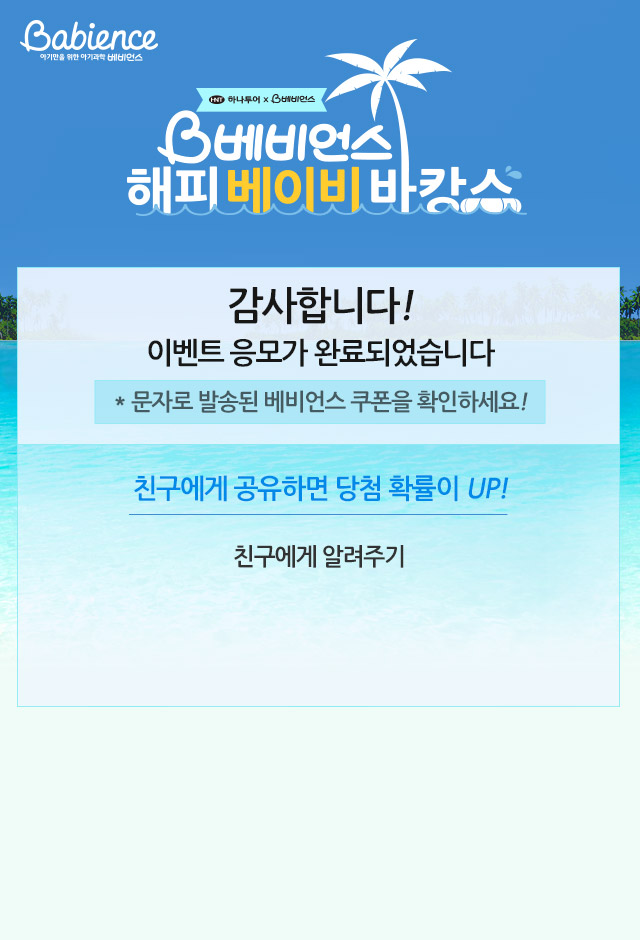 Babience
아기만을 위한 아기과학 베비언스
HNT 하나투어 x B베비언스
B베비언스
해피 베이비 바캉스
감사합니다!
이벤트 응모가 완료되었습니다
* 문자로 발송된 베비언스 쿠폰을 확인하세요!
친구에게 공유하면 당첨 확률이 UP!
친구에게 알려주기